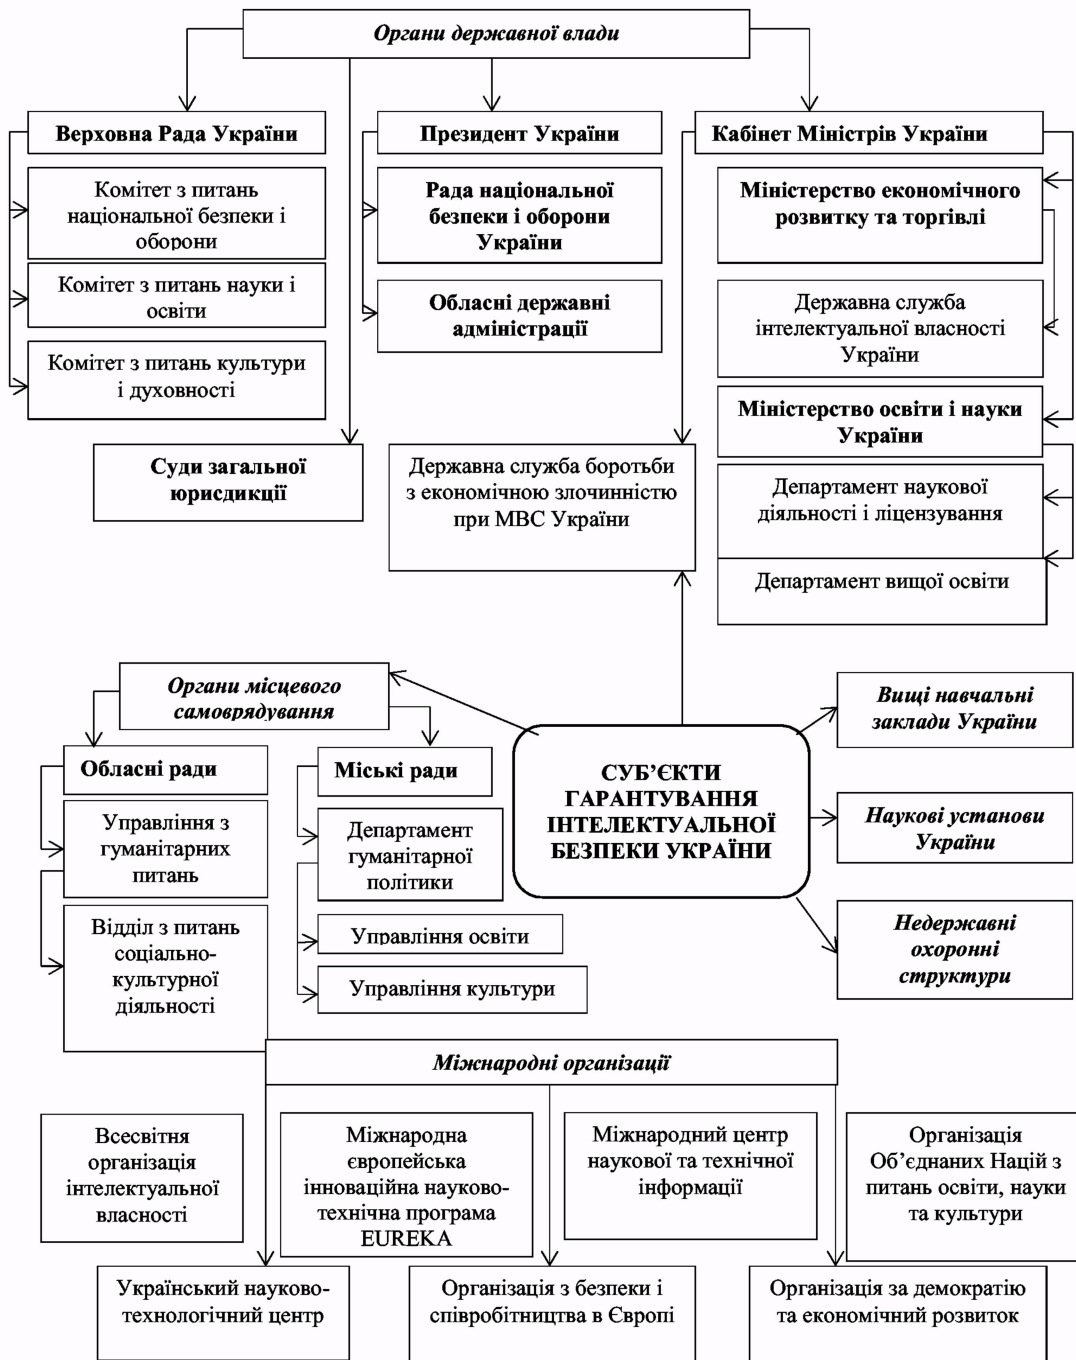 Органи державної влади
Верховна Рада України
Президент України
Кабінет Міністрів України
Комітет з питань
національної безпеки і
оборони
Комітет з питань науки і
освіти
Комітет з питань культури
і духовності
Рада національної
безпеки і оборони
України
Обласні державні
адміністрації
Міністерство економічного
розвитку та торгівлі
Державна служба
інтелектуальної власності
України
Міністерство освіти і науки
України
Суди загальної
юрисдикції
Державна служба боротьби
з економічною злочинністю
при МВС України
Департамент наукової
діяльності і ліцензування
Департамент вищої освіти
Органи місцевого
самоврядування
Обласні ради
Міські ради
Управління з
гуманітарних
питань
Відділ з питань
соціально-
культурної
діяльності
Департамент
гуманітарної
політики
Управління освіти
Управління культури
СУБ’ЄКТИ
ГАРАНТУВАННЯ
ІНТЕЛЕКТУАЛЬНОЇ
БЕЗПЕКИ УКРАЇНИ
Вищі навчальні
заклади України
Наукові установи
України
Недержавні
охоронні
структури
Міжнародні організації
Всесвітня
організація
інтелектуальної
власності
Міжнародна
європейська
інноваційна науково-
технічна програма
EUREKA
Міжнародний центр
наукової та технічної
інформації
Організація
Об’єднаних Націй з
питань освіти, науки
та культури
Український науково-
технологічний центр
Організація з безпеки і
співробітництва в Європі
Організація за демократію
та економічний розвиток